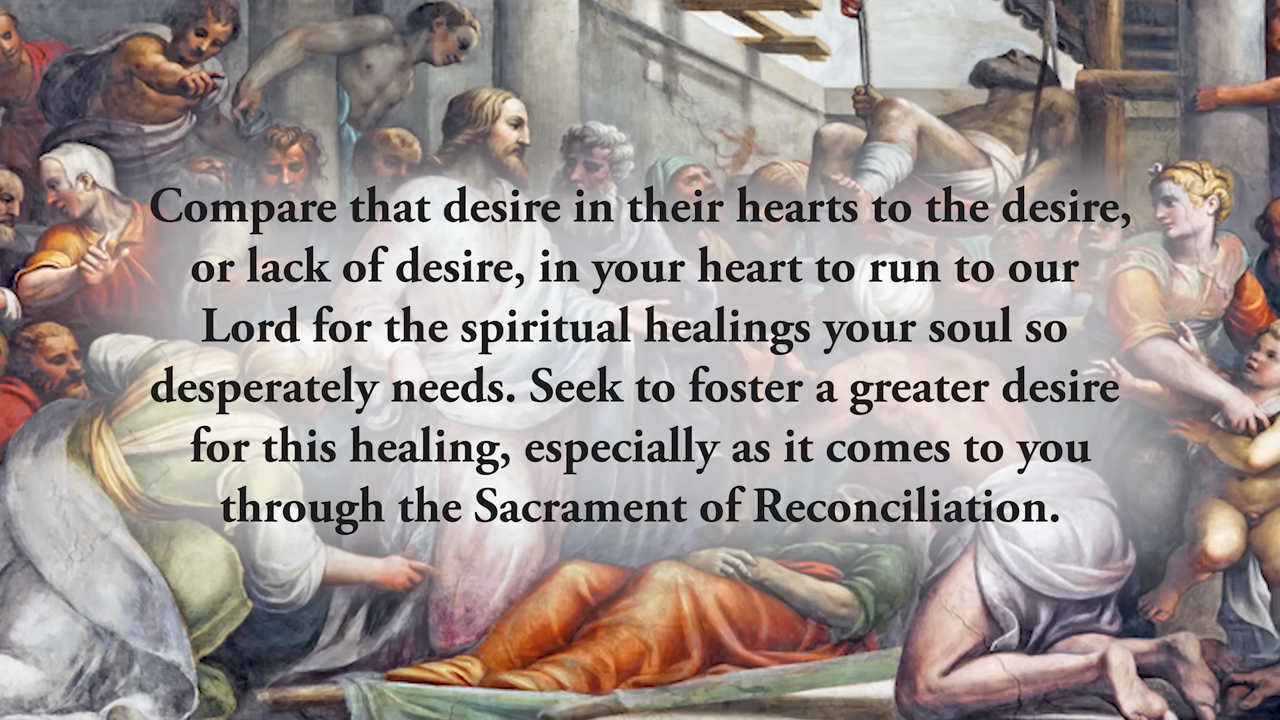 Compare that desire in their hearts to the desire,
or lack of desire, in your heart to run to our
Lord for the spiritual healings your soul so
desperately needs. Seek to foster a greater desire
for this healing, especially as it comes to you
through the Sacrament of Reconciliation.